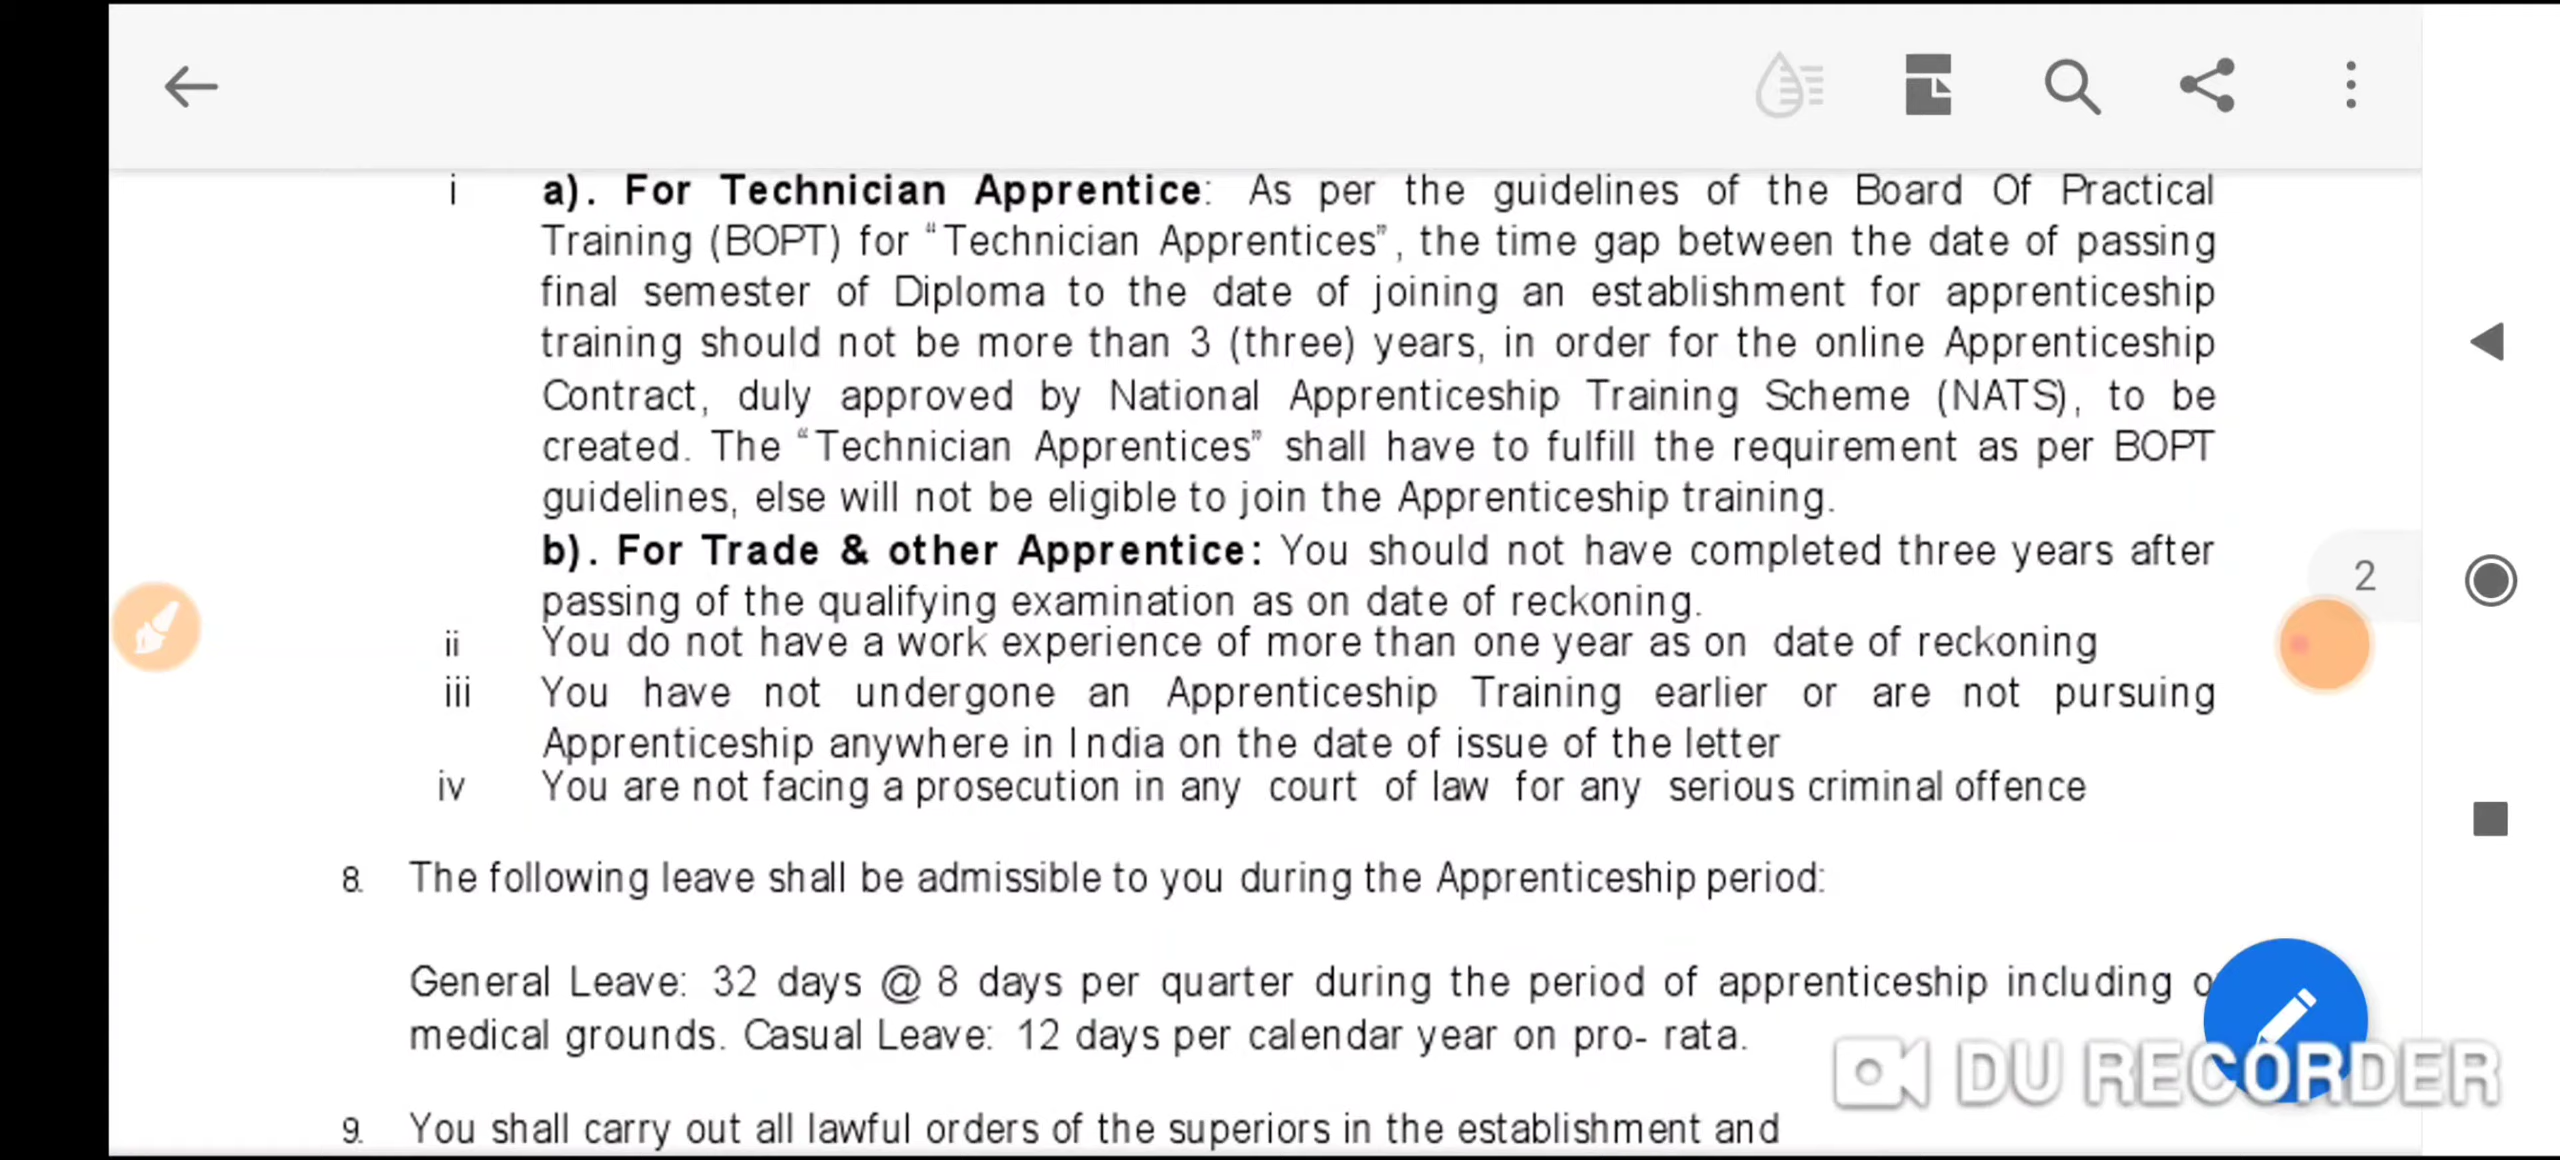 i a). For Technician Apprentice: As per the guidelines of the Board Of Practical
Training (BOPT) for “Technician Apprentices”, the time gap between the date of passing
final semester of Diploma to the date of joining an establishment for apprenticeship
training should not be more than 3 (three) years, in order for the online Apprenticeship
Contract, duly approved by National Apprenticeship Training Scheme (NATS), to be
created. The “Technician Apprentices” shall have to fulfill the requirement as per BOPT
guidelines, else will not be eligible to join the Apprenticeship training.
b). For Trade & other Apprentice: You should not have completed three years after
passing of the qualifying examination as on date of reckoning.
2
ii You do not have a work experience of more than one year as on date of reckoning
iii You have not undergone an Apprenticeship Training earlier or are not pursuing
Apprenticeship anywhere in India on the date of issue of the letter
iv You are not facing a prosecution in any court of law for any serious criminal offence
8. The following leave shall be admissible to you during the Apprenticeship period:
General Leave: 32 days @ 8 days per quarter during the period of apprenticeship including
medical grounds. Casual Leave: 12 days per calendar year on pro- rata.
DU RECORDER
9. You shall carry out all lawful orders of the superiors in the establishment and